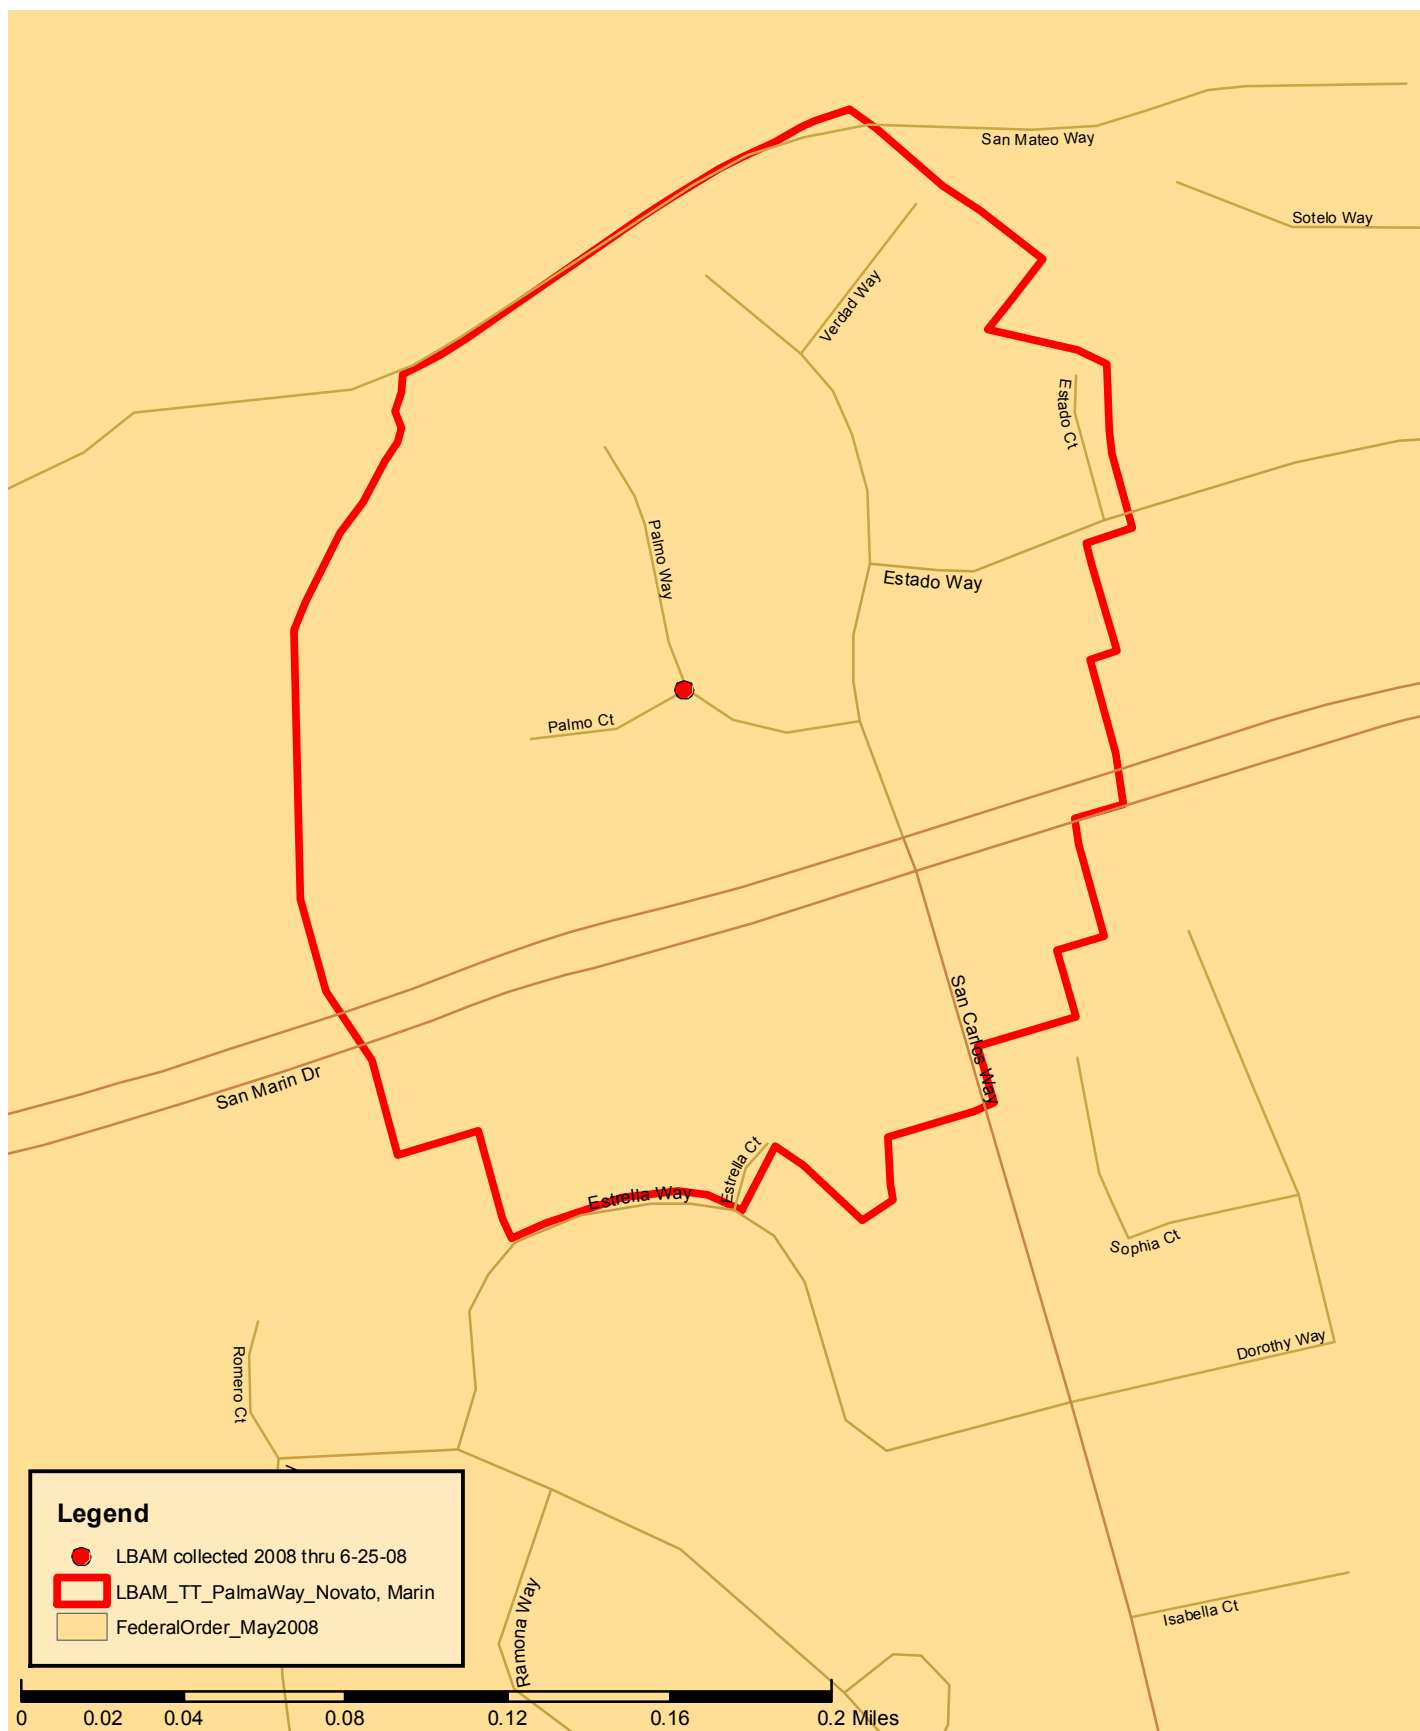 San Mateo Way
Sotelo Way
Verdad Way
Estado Ct
Palmo Way
Estado Way
Palmo Ct
San Carlos Way
San Marin Dr
Estrella Ct
Estrella Way
Sophia Ct
Dorothy Way
Romero Ct
Legend
LBAM collected 2008 thru 6-25-08
LBAM_TT_PalmaWay_Novato, Marin
FederalOrder_May2008
Ramona Way
Isabella Ct
0 0.02 0.04 0.08 0.12 0.16 0.2 Miles